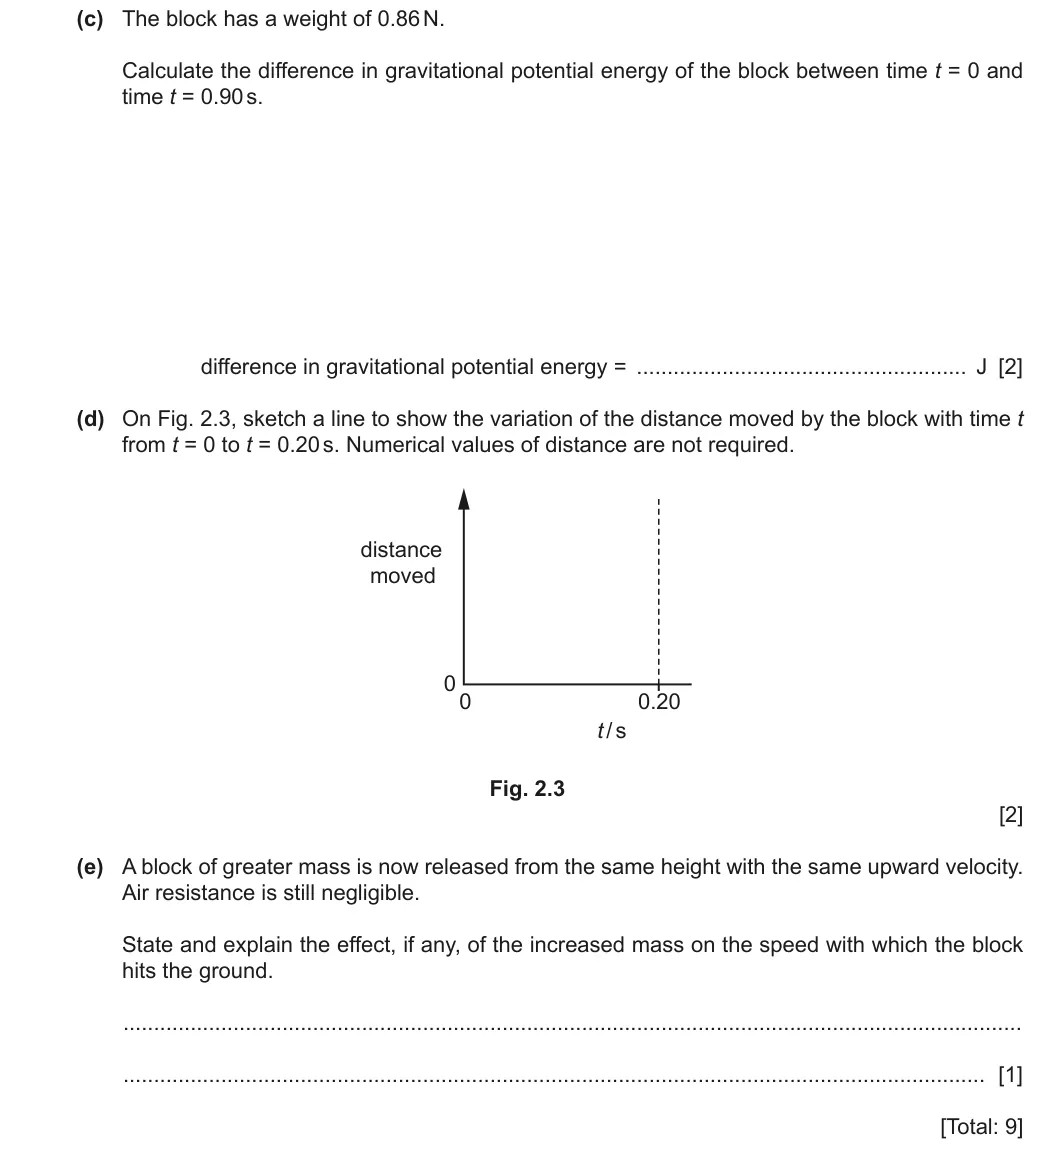 (c) The block has a weight of 0.86 N.
Calculate the difference in gravitational potential energy of the block between time t = 0 and
time t = 0.90 s.
difference in gravitational potential energy = ...................................................... J [2]
(d) On Fig. 2.3, sketch a line to show the variation of the distance moved by the block with time t
from t = 0 to t = 0.20 s. Numerical values of distance are not required.
distance
moved
0
0 0.20
t / s
Fig. 2.3
[2]
(e) A block of greater mass is now released from the same height with the same upward velocity.
Air resistance is still negligible.
State and explain the effect, if any, of the increased mass on the speed with which the block
hits the ground.
...................................................................................................................................................
............................................................................................................................................. [1]
[Total: 9]